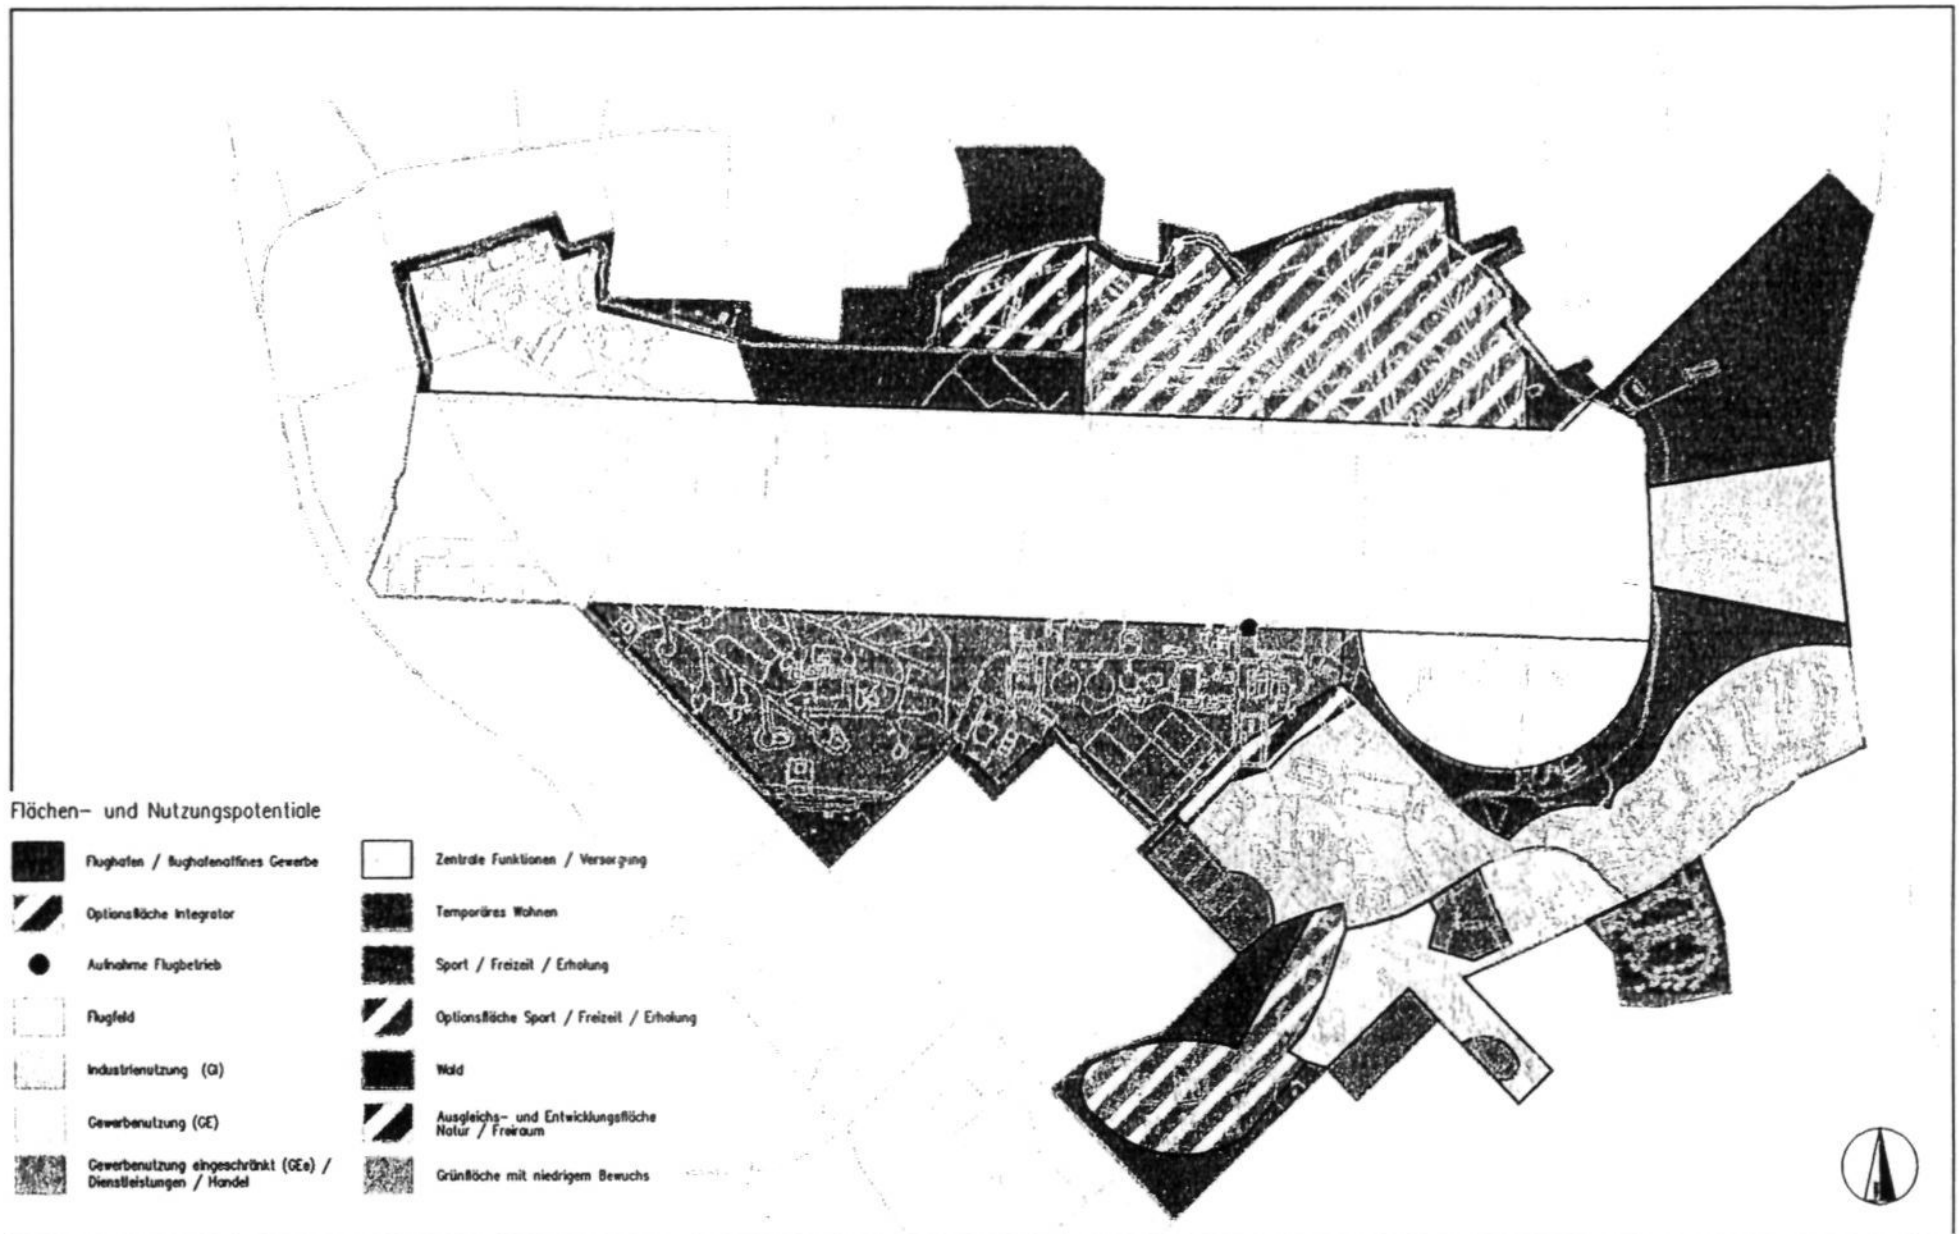 Flächen- und Nutzungspotentiale
Flughafen / flughafenaffines Gewerbe
Optionsfläche Integrator
Aufnahme Flugbetrieb
Flugfeld
Industrienutzung (GI)
Gewerbenutzung (GE)
Gewerbenutzung eingeschränkt (GEe) /
Dienstleistungen / Handel
Zentrale Funktionen / Versorgung
Temporäres Wohnen
Sport / Freizeit / Erholung
Optionsfläche Sport / Freizeit / Erholung
Wald
Ausgleichs- und Entwicklungsfläche
Natur / Freiraum
Grünfläche mit niedrigem Bewuchs